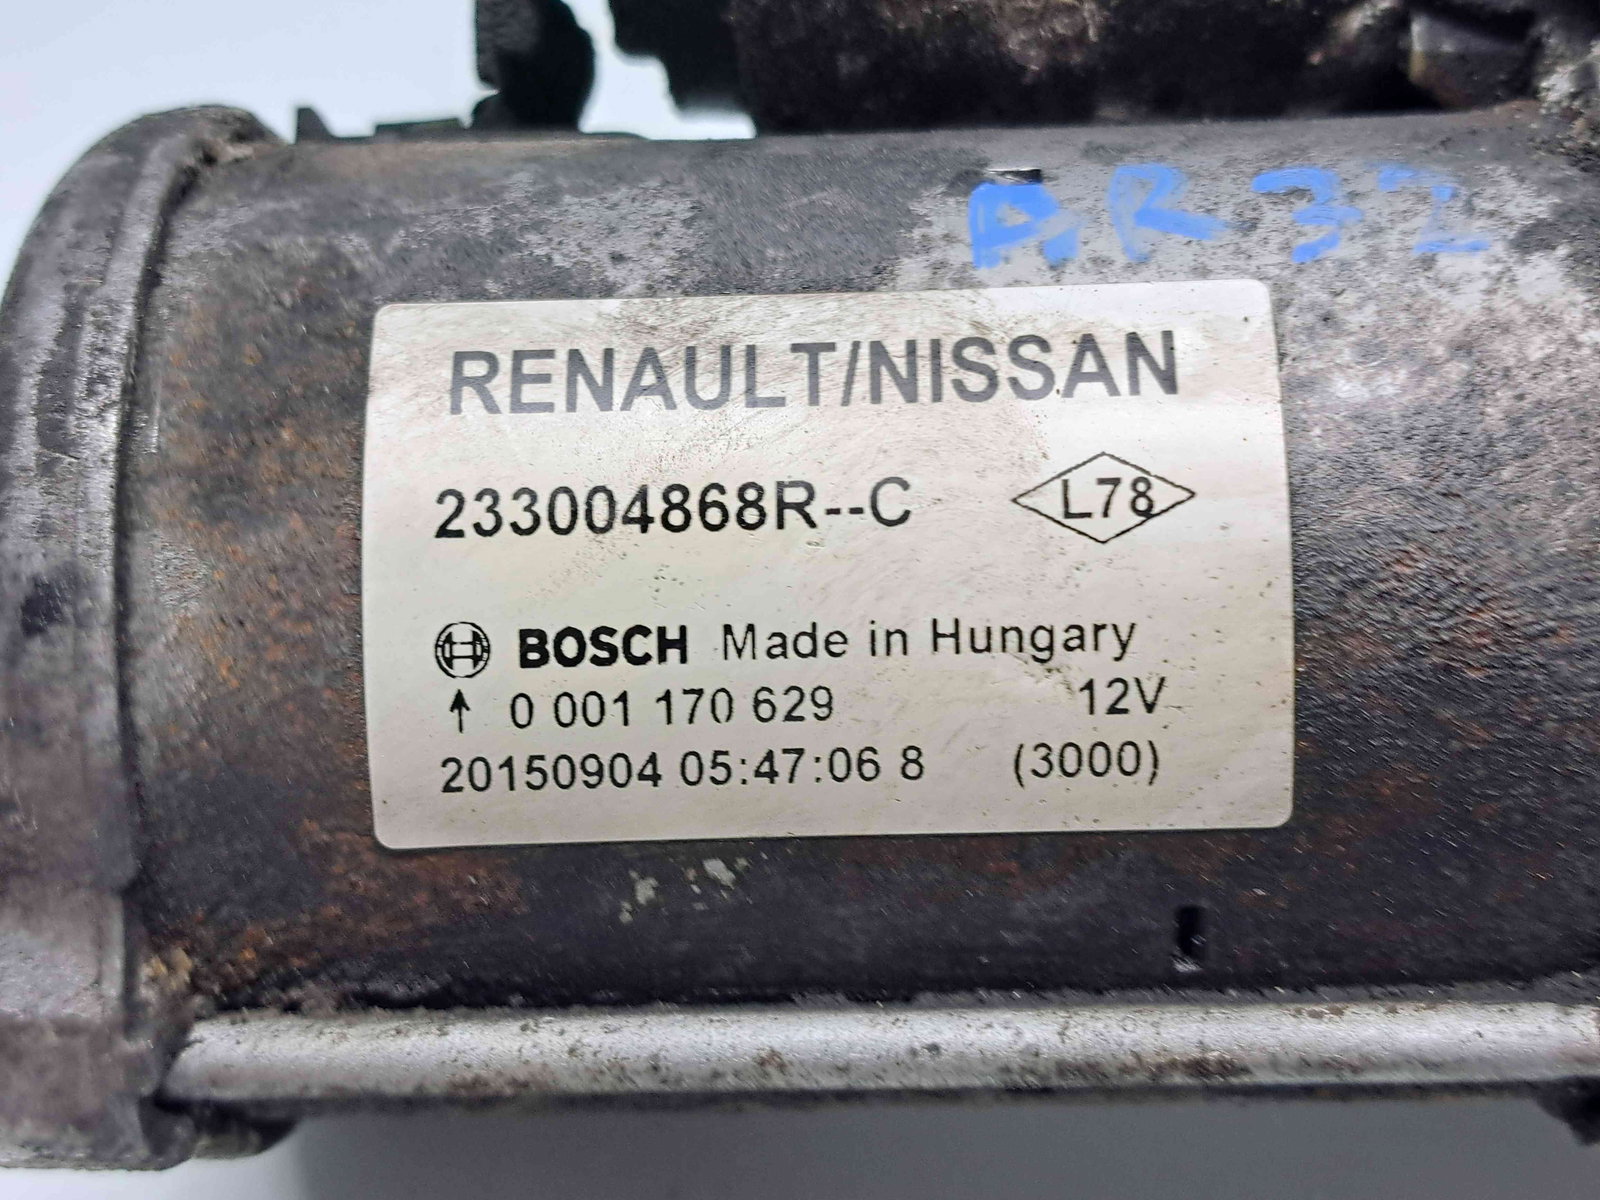 AR32
RENAULT/NISSAN
233004868R--C L78
BOSCH Made in Hungary
↑ 0 001 170 629 12V
20150904 05:47:06 8 (3000)